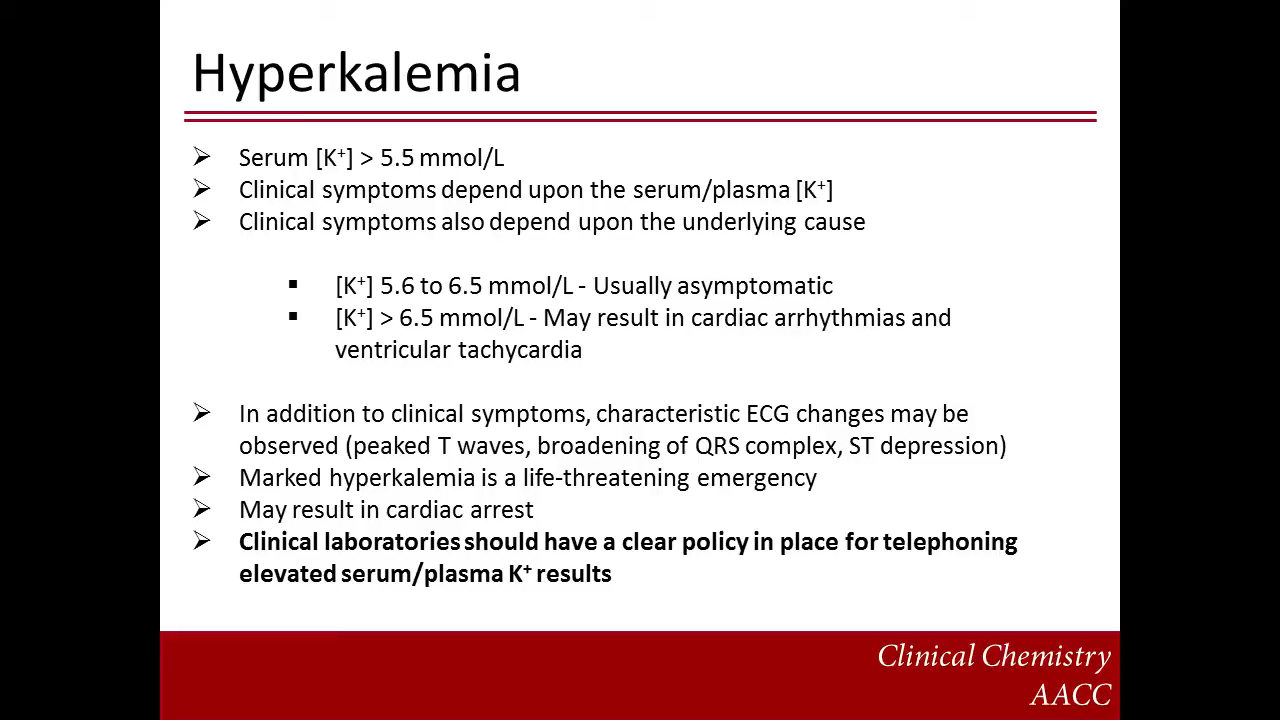 Hyperkalemia
➢ Serum [K⁺] > 5.5 mmol/L
➢ Clinical symptoms depend upon the serum/plasma [K⁺]
➢ Clinical symptoms also depend upon the underlying cause
▪ [K⁺] 5.6 to 6.5 mmol/L - Usually asymptomatic
▪ [K⁺] > 6.5 mmol/L - May result in cardiac arrhythmias and
ventricular tachycardia
➢ In addition to clinical symptoms, characteristic ECG changes may be
observed (peaked T waves, broadening of QRS complex, ST depression)
➢ Marked hyperkalemia is a life-threatening emergency
➢ May result in cardiac arrest
➢ Clinical laboratories should have a clear policy in place for telephoning
elevated serum/plasma K⁺ results
Clinical Chemistry
AACC